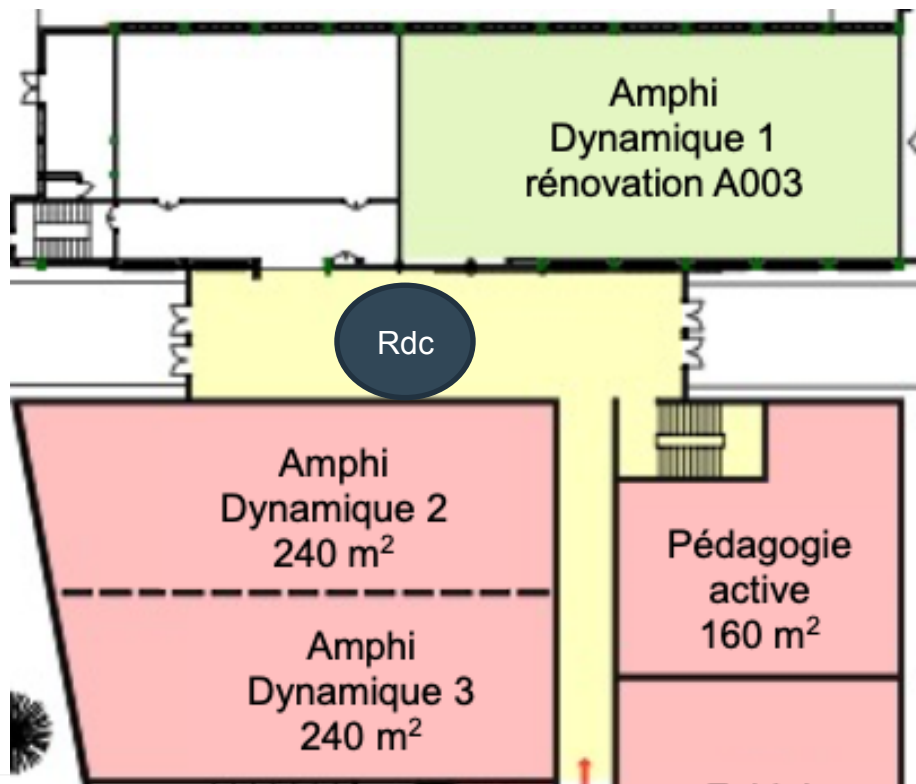 Amphi
Dynamique 1
rénovation A003
Rdc
Amphi
Dynamique 2
240 m²
Pédagogie
active
160 m²
Amphi
Dynamique 3
240 m²